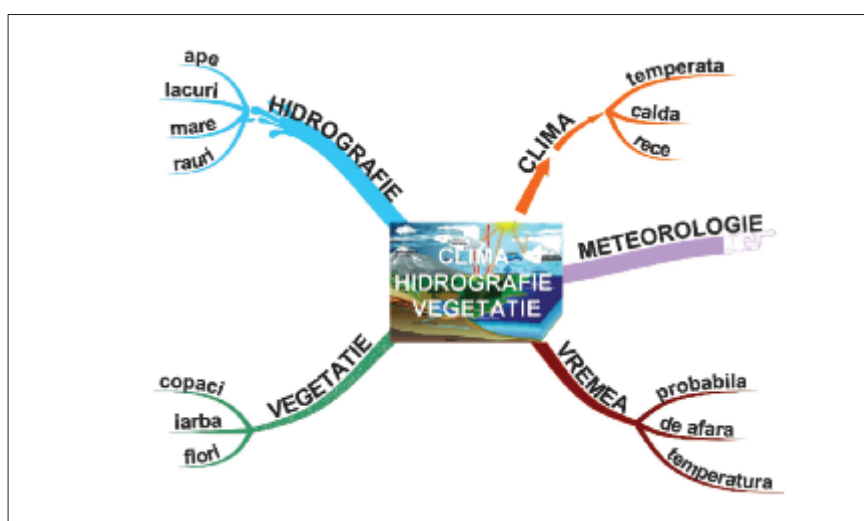 CLIMA
HIDROGRAFIE
VEGETATIE
HIDROGRAFIE
ape
lacuri
mare
rauri
CLIMA
temperata
calda
rece
METEOROLOGIE
VREMEA
probabila
de afara
temperatura
VEGETATIE
copaci
iarba
flori